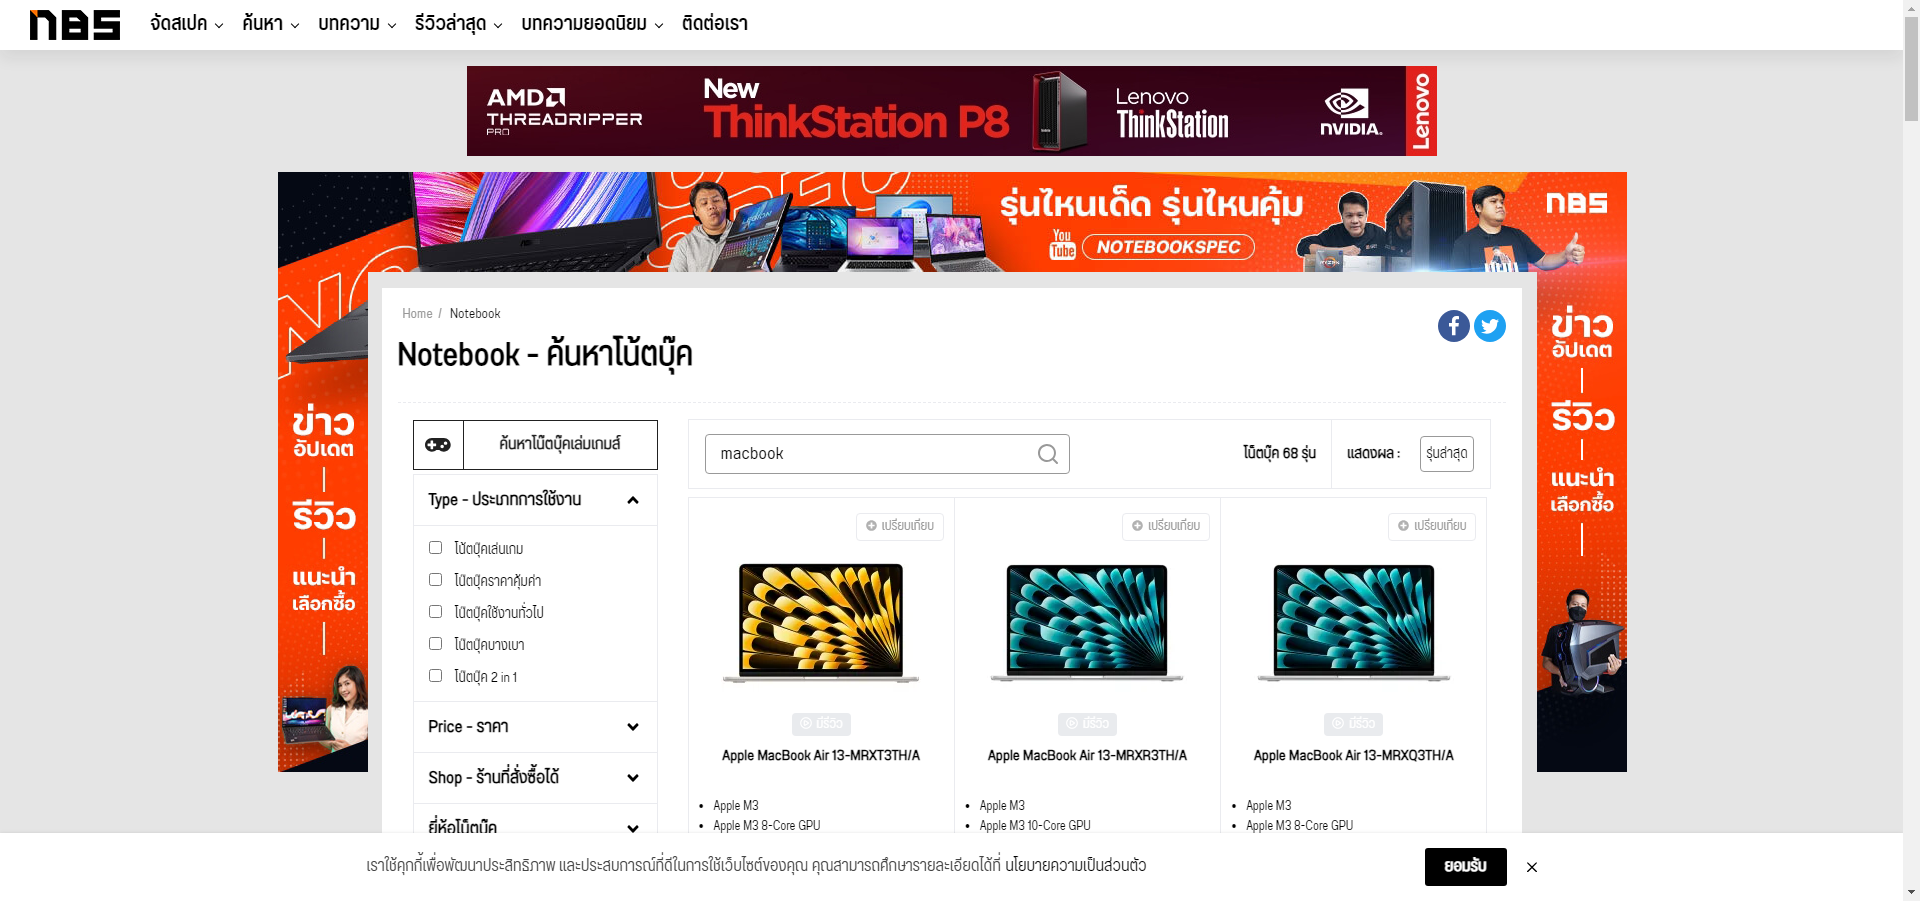 NBS
จัดสเปค
ค้นหา
บทความ
รีวิวล่าสุด
บทความยอดนิยม
ติดต่อเรา
AMD
THREADRIPPER
PRO
New
ThinkStation P8
Lenovo
ThinkStation
NVIDIA.
Lenovo
LEGION
รุ่นไหนเด็ด รุ่นไหนคุ้ม
You
Tube
NOTEBOOKSPEC
RYZEN
NBS
ข่าว
อัปเดต
รีวิว
แนะนำ
เลือกซื้อ
ข่าว
อัปเดต
รีวิว
แนะนำ
เลือกซื้อ
Home / Notebook
Notebook - ค้นหาโน้ตบุ๊ค
ค้นหาโน๊ตบุ๊คเล่มเกมส์
macbook
โน๊ตบุ๊ค 68 รุ่น
แสดงผล :
รุ่นล่าสุด
Type - ประเภทการใช้งาน
โน้ตบุ๊คเล่นเกม
โน๊ตบุ๊คราคาคุ้มค่า
โน๊ตบุ๊คใช้งานทั่วไป
โน๊ตบุ๊คบางเบา
โน๊ตบุ๊ค 2 in 1
Price - ราคา
Shop - ร้านที่สั่งซื้อได้
ยี่ห้อโน็ตบุ๊ค
เปรียบเทียบ
มีรีวิว
Apple MacBook Air 13-MRXT3TH/A
Apple M3
Apple M3 8-Core GPU
เปรียบเทียบ
มีรีวิว
Apple MacBook Air 13-MRXR3TH/A
Apple M3
Apple M3 10-Core GPU
เปรียบเทียบ
มีรีวิว
Apple MacBook Air 13-MRXQ3TH/A
Apple M3
Apple M3 8-Core GPU
เราใช้คุกกี้เพื่อพัฒนาประสิทธิภาพ และประสบการณ์ที่ดีในการใช้เว็บไซต์ของคุณ คุณสามารถศึกษารายละเอียดได้ที่ นโยบายความเป็นส่วนตัว
ยอมรับ